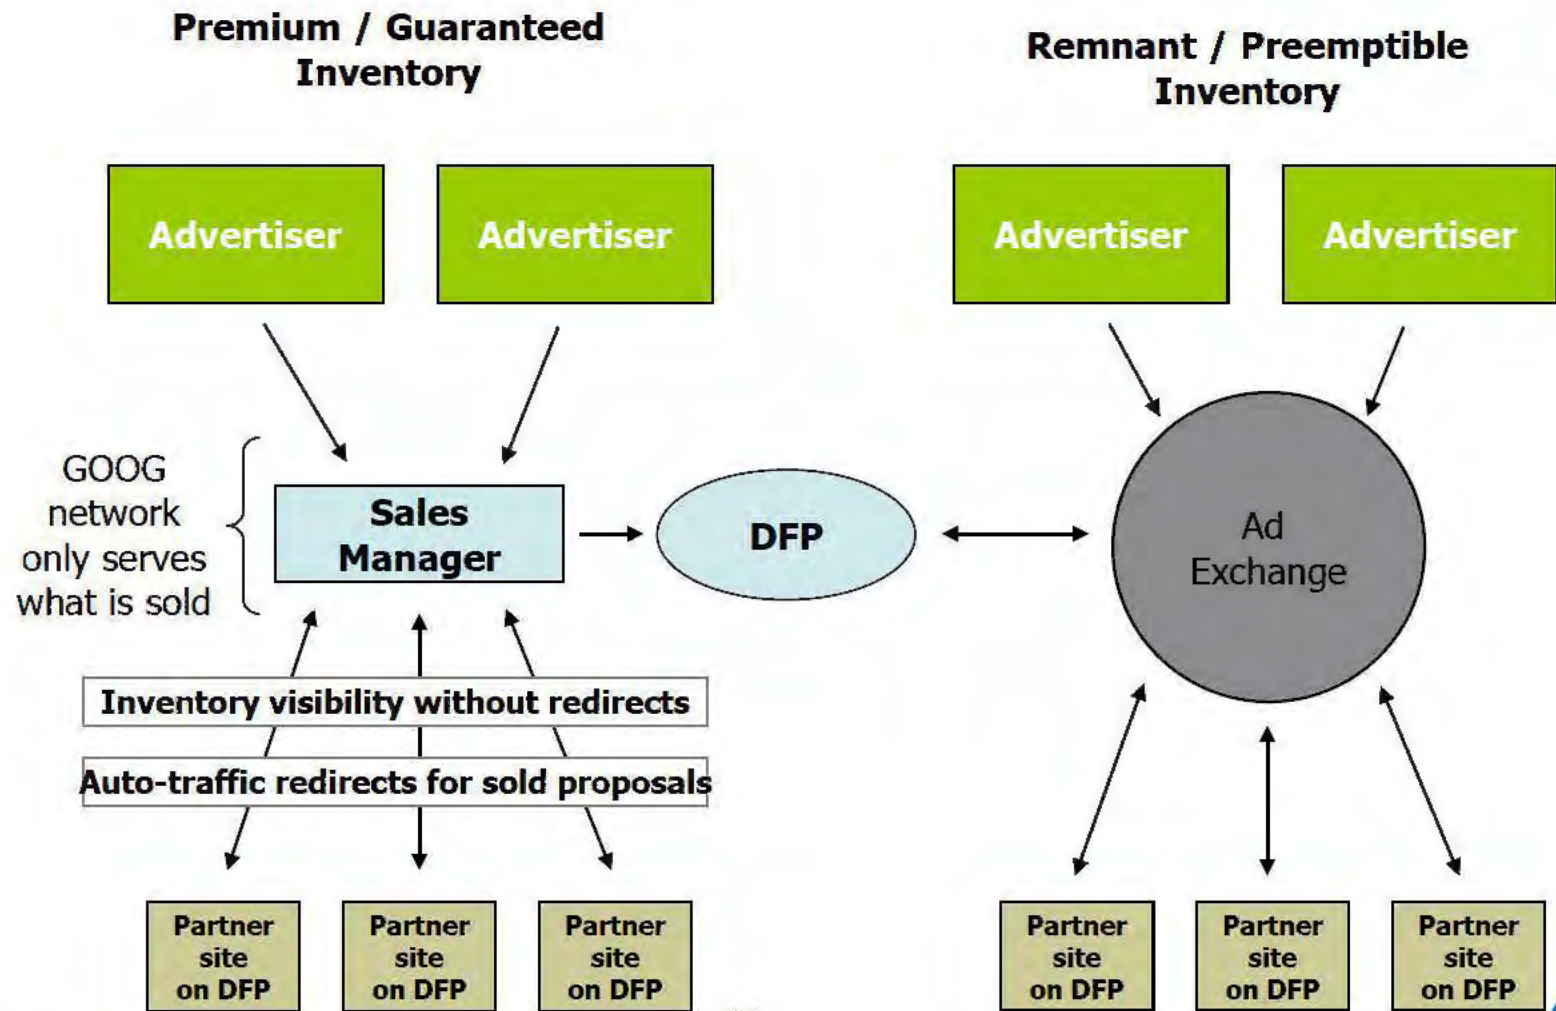 Premium / Guaranteed
Inventory
Remnant / Preemptible
Inventory
Advertiser
Advertiser
Advertiser
Advertiser
GOOG
network
only serves
what is sold
Sales
Manager
DFP
Ad
Exchange
Inventory visibility without redirects
Auto-traffic redirects for sold proposals
Partner
site
on DFP
Partner
site
on DFP
Partner
site
on DFP
Partner
site
on DFP
Partner
site
on DFP
Partner
site
on DFP